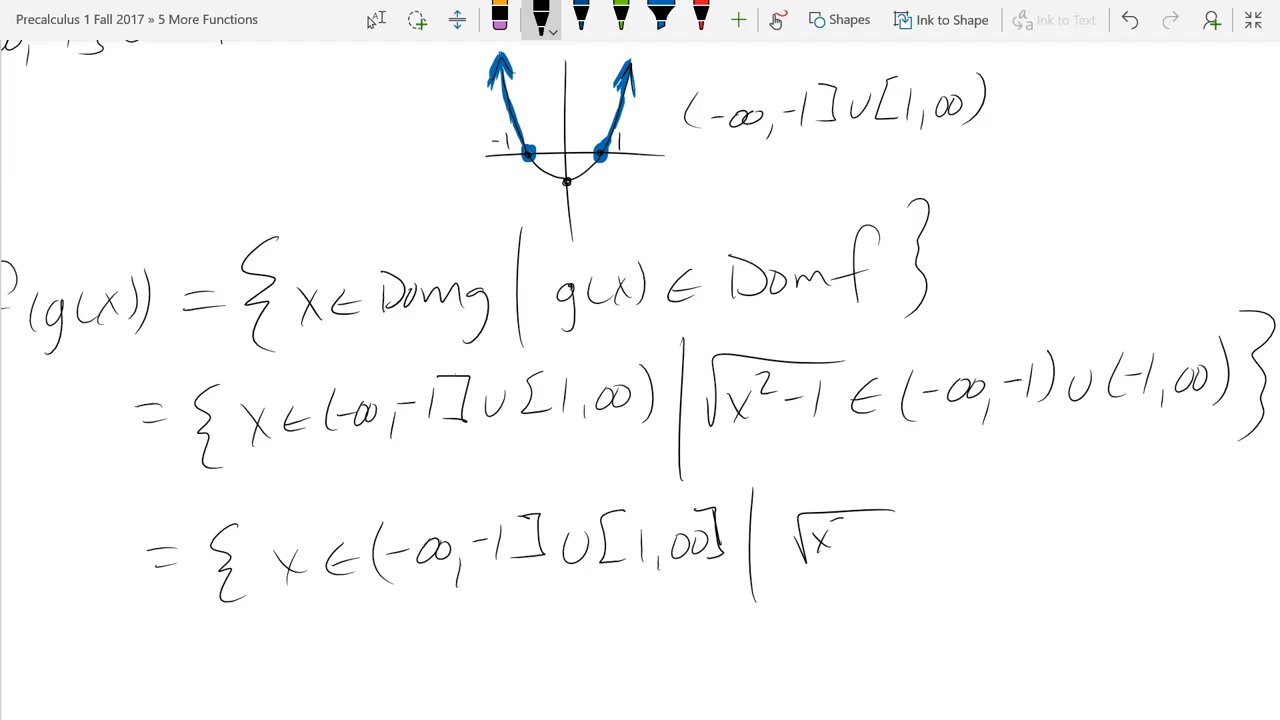 Precalculus 1 Fall 2017 » 5 More Functions
Shapes
Ink to Shape
Ink to Text
-1
1
(-∞,-1]∪[1,∞)
(g(x)) = {x∈Dom g | g(x) ∈ Dom f}
= {x∈(-∞,-1]∪[1,∞) | √x²-1 ∈ (-∞,-1)∪(-1,∞)}
= {x∈(-∞,-1]∪[1,∞] | √x